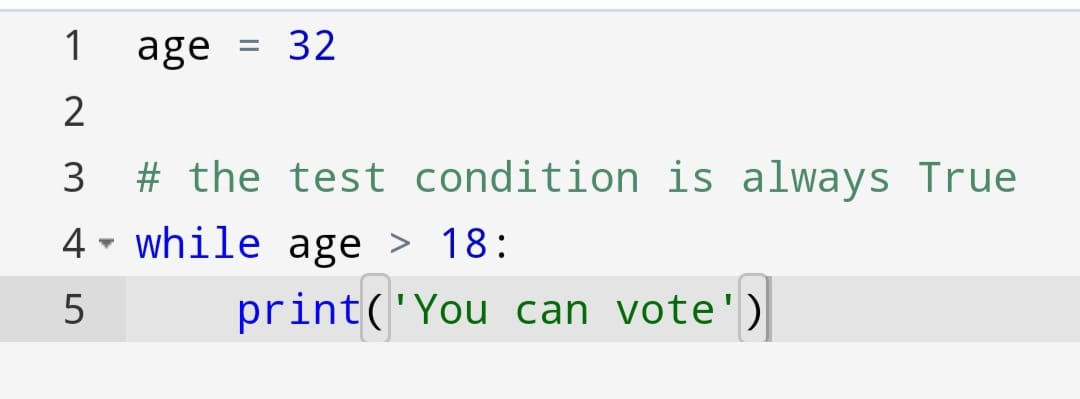 1 age = 32
2
3 # the test condition is always True
4 while age > 18:
5     print('You can vote')